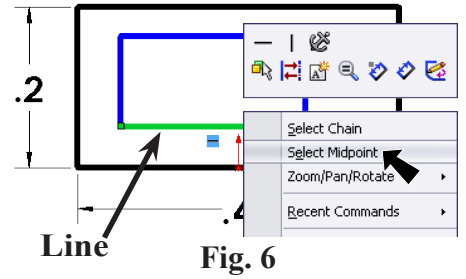 .2
Select Chain
Select Midpoint
Zoom/Pan/Rotate
Recent Commands
Line
Fig. 6